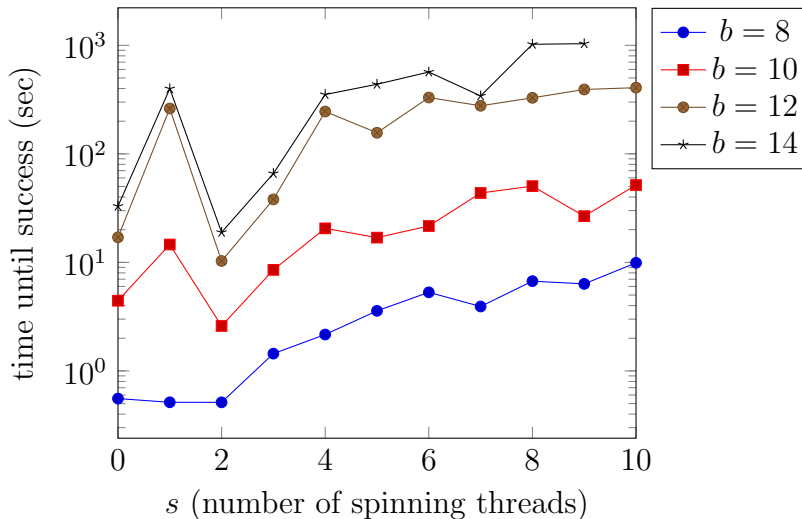 10^3
10^2
10^1
10^0
0
2
4
6
8
10
s (number of spinning threads)
time until success (sec)
b = 8
b = 10
b = 12
b = 14